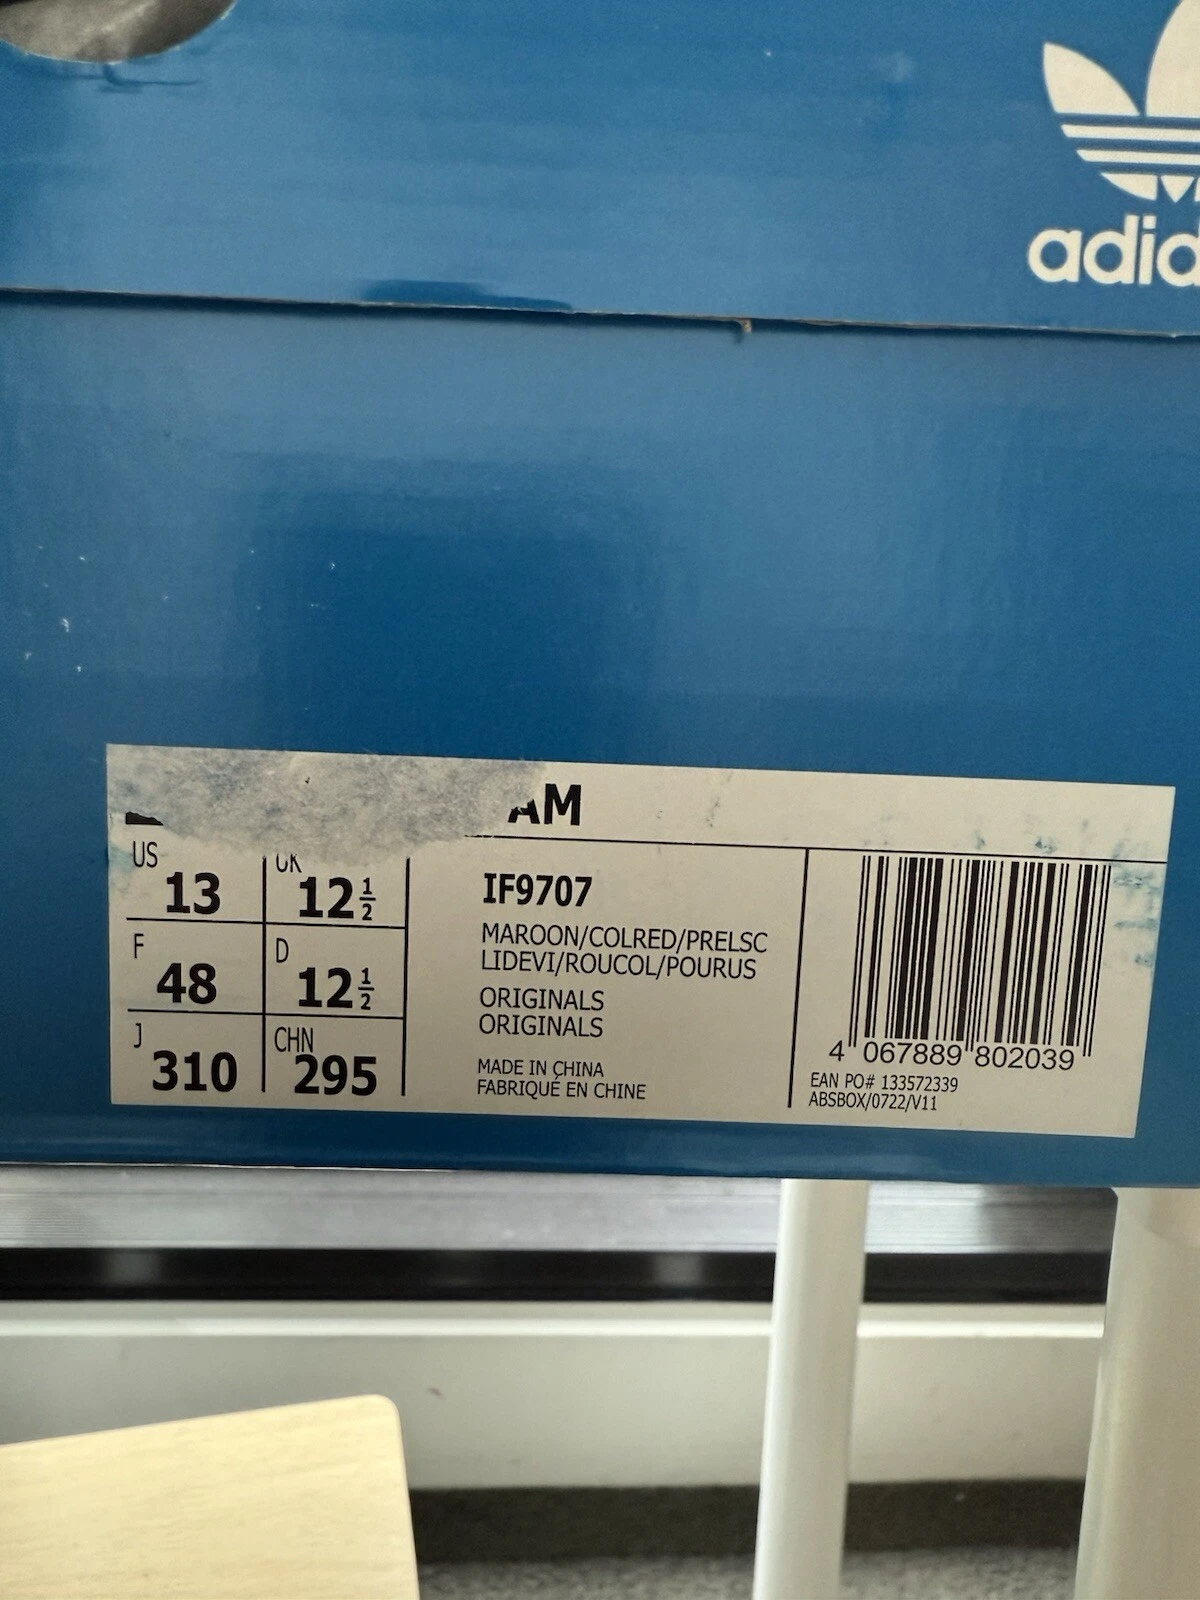 adid
AM
US 13 UK 12½
F 48 D 12½
J 310 CHN 295
IF9707
MAROON/COLRED/PRELSC
LIDEVI/ROUCOL/POURUS
ORIGINALS
ORIGINALS
MADE IN CHINA
FABRIQUÉ EN CHINE
4 067889 802039
EAN PO# 133572339
ABSBOX/0722/V11